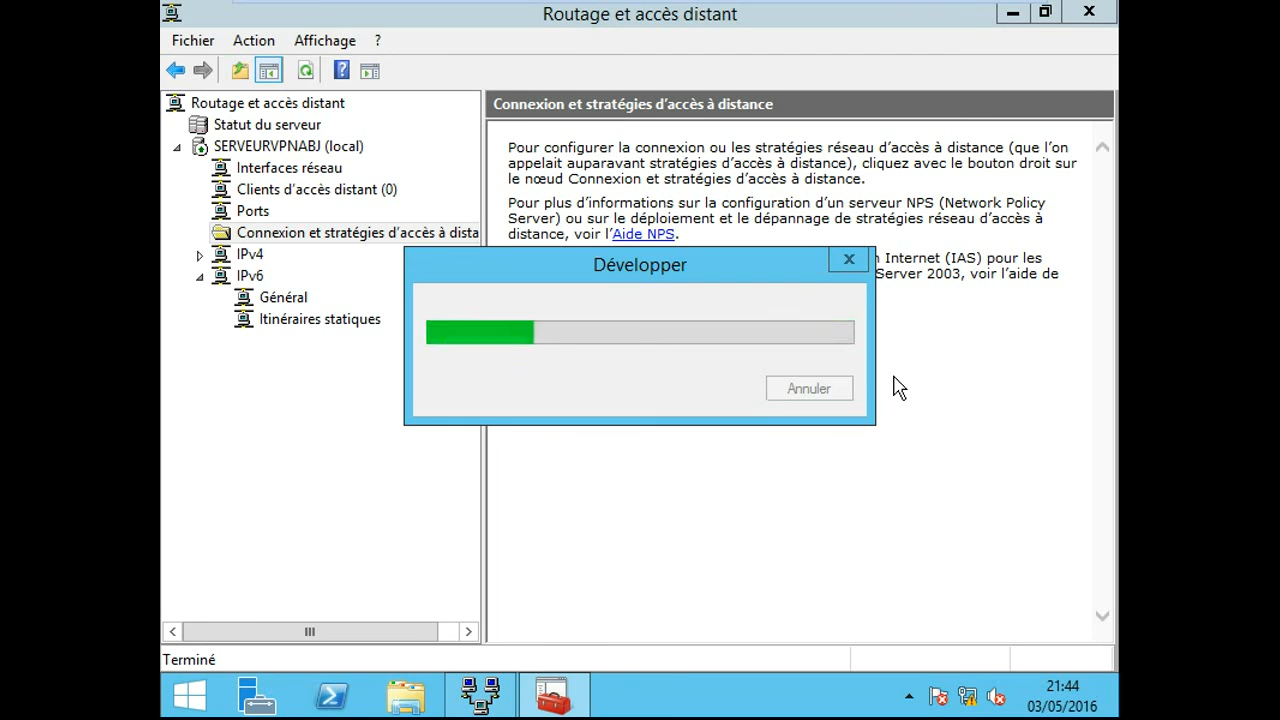 Routage et accès distant
Fichier Action Affichage ?
Routage et accès distant
Statut du serveur
SERVEURVPNABJ (local)
Interfaces réseau
Clients d'accès distant (0)
Ports
Connexion et stratégies d'accès à dista
IPv4
IPv6
Général
Itinéraires statiques
Connexion et stratégies d'accès à distance
Pour configurer la connexion ou les stratégies réseau d'accès à distance (que l'on
appelait auparavant stratégies d'accès à distance), cliquez avec le bouton droit sur
le nœud Connexion et stratégies d'accès à distance.
Pour plus d'informations sur la configuration d'un serveur NPS (Network Policy
Server) ou sur le déploiement et le dépannage de stratégies réseau d'accès à
distance, voir l'Aide NPS.
n Internet (IAS) pour les
Server 2003, voir l'aide de
Développer
Annuler
Terminé
21:44
03/05/2016